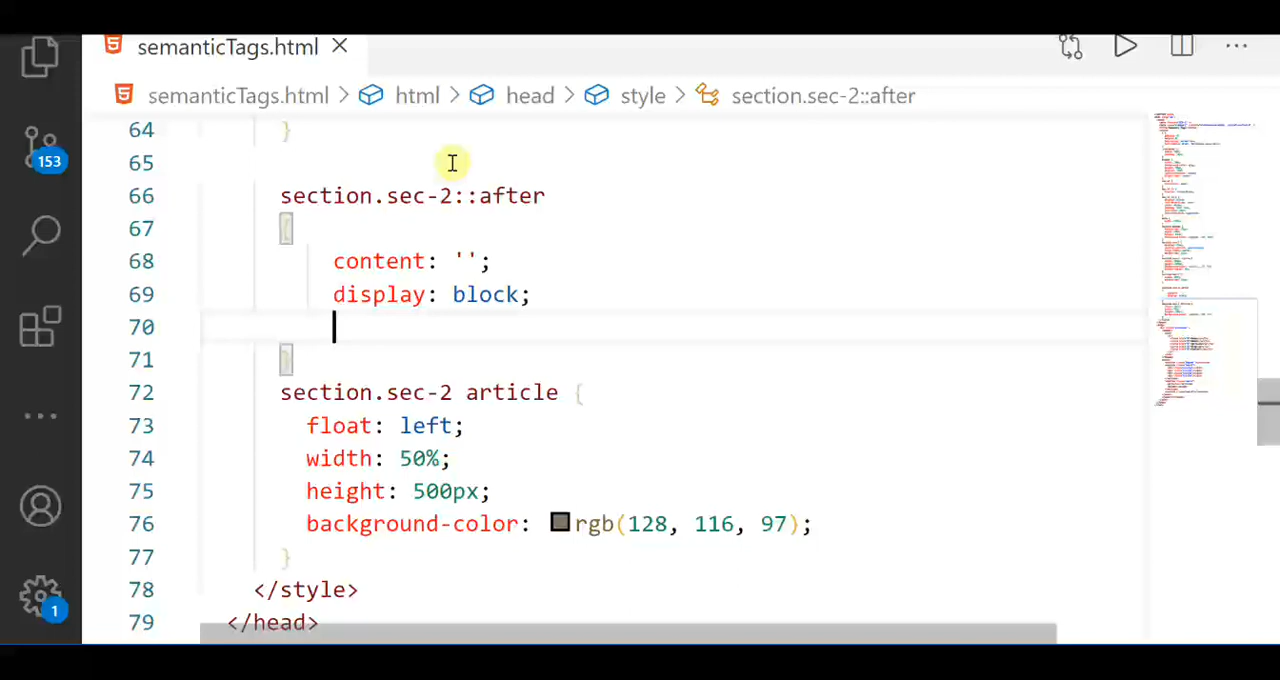 semanticTags.html
semanticTags.html > html > head > style > section.sec-2::after
153
1
64 }
65
66 section.sec-2::after
67 {
68 content: '';
69 display: block;
70
71 }
72 section.sec-2 article {
73 float: left;
74 width: 50%;
75 height: 500px;
76 background-color: rgb(128, 116, 97);
77 }
78 </style>
79 </head>